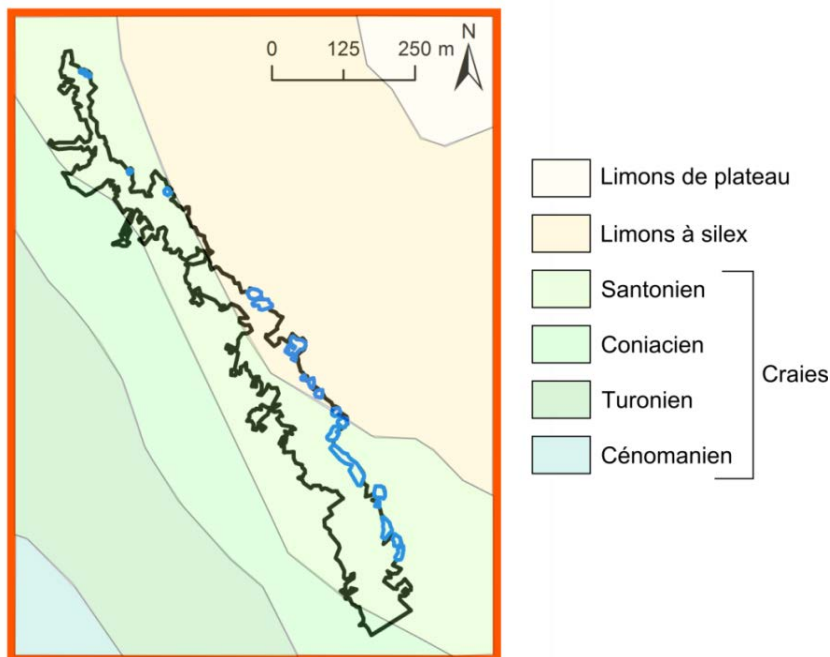 N
0 125 250 m
Limons de plateau
Limons à silex
Santonien
Coniacien
Craies
Turonien
Cénomanien